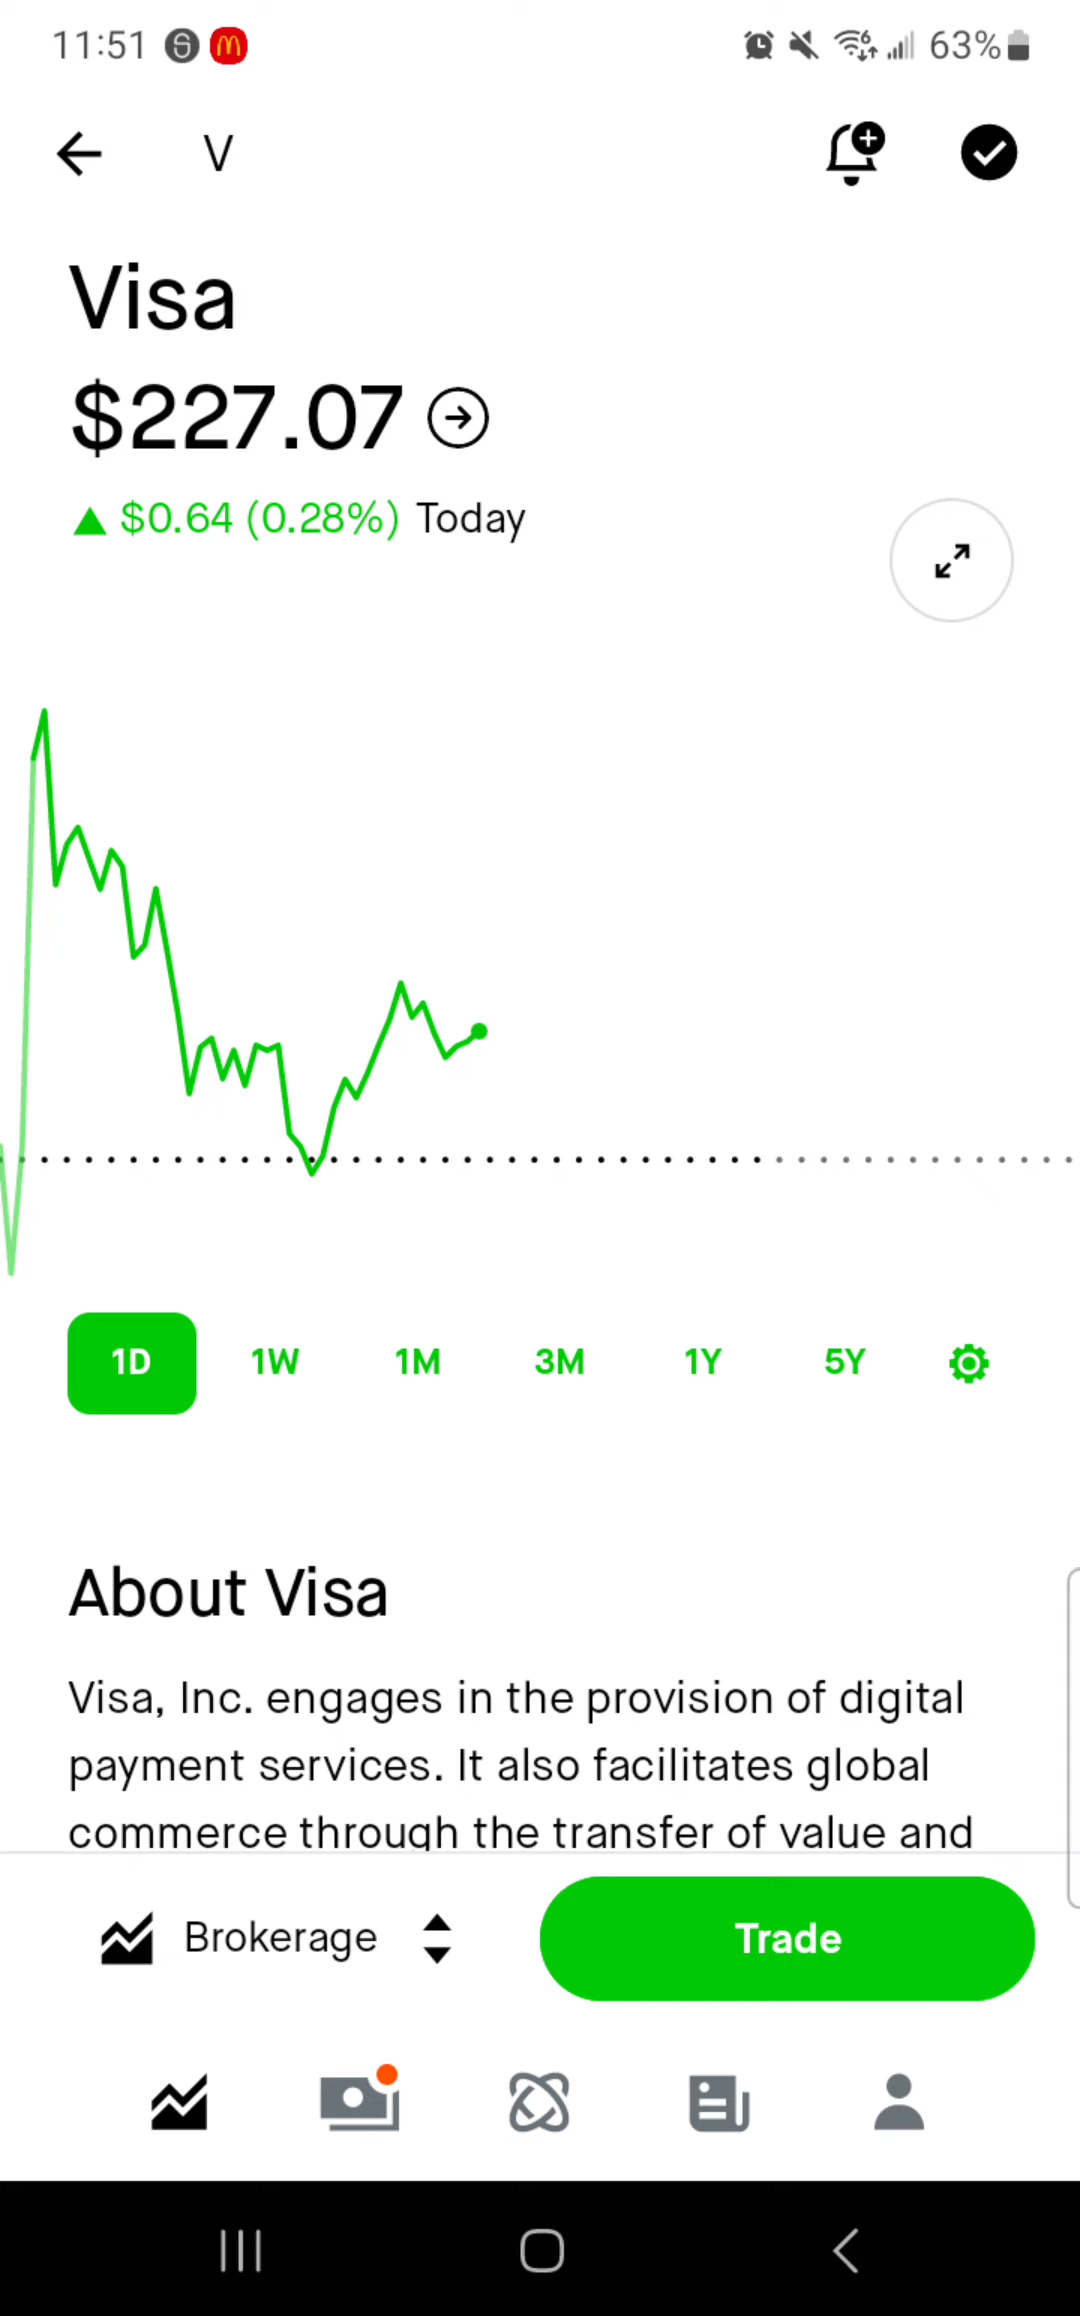 11:51
63%
V
Visa
$227.07
$0.64 (0.28%) Today
1D 1W 1M 3M 1Y 5Y
About Visa
Visa, Inc. engages in the provision of digital
payment services. It also facilitates global
commerce through the transfer of value and
Brokerage
Trade